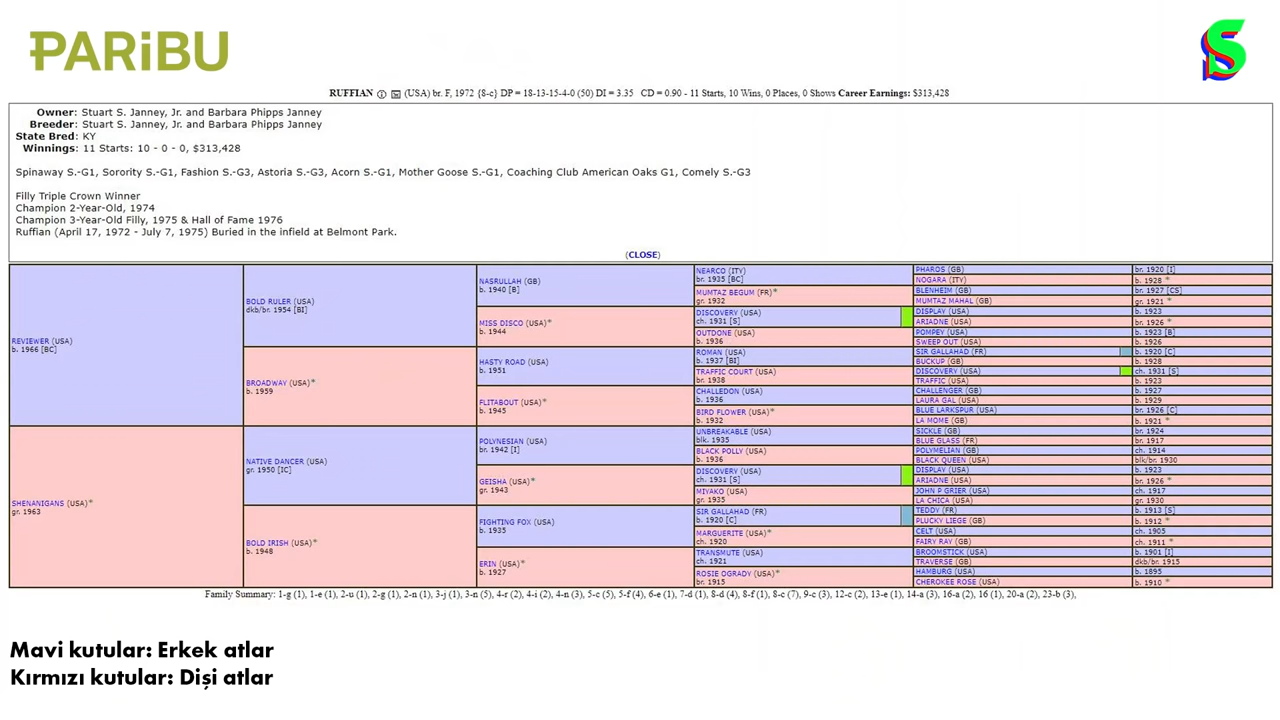 PARiBU
S
RUFFIAN (USA) br. F, 1972 {8-c} DP = 18-13-15-4-0 (50) DI = 3.35 CD = 0.90 - 11 Starts, 10 Wins, 0 Places, 0 Shows Career Earnings: $313,428
Owner: Stuart S. Janney, Jr. and Barbara Phipps Janney
Breeder: Stuart S. Janney, Jr. and Barbara Phipps Janney
State Bred: KY
Winnings: 11 Starts: 10 - 0 - 0, $313,428
Spinaway S.-G1, Sorority S.-G1, Fashion S.-G3, Astoria S.-G3, Acorn S.-G1, Mother Goose S.-G1, Coaching Club American Oaks G1, Comely S.-G3
Filly Triple Crown Winner
Champion 2-Year-Old, 1974
Champion 3-Year-Old Filly, 1975 & Hall of Fame 1976
Ruffian (April 17, 1972 - July 7, 1975) Buried in the infield at Belmont Park.
(CLOSE)
REVIEWER (USA)
b. 1966 [BC]
SHENANIGANS (USA)*
gr. 1963
BOLD RULER (USA)
dkb/br. 1954 [BI]
BROADWAY (USA)*
b. 1959
NATIVE DANCER (USA)
gr. 1950 [IC]
BOLD IRISH (USA)*
b. 1948
NASRULLAH (GB)
b. 1940 [B]
MISS DISCO (USA)*
b. 1944
HASTY ROAD (USA)
b. 1951
FLITABOUT (USA)*
b. 1945
POLYNESIAN (USA)
br. 1942 [I]
GEISHA (USA)*
gr. 1943
FIGHTING FOX (USA)
b. 1935
ERIN (USA)*
b. 1927
NEARCO (ITY)
br. 1935 [BC]
MUMTAZ BEGUM (FR)*
gr. 1932
DISCOVERY (USA)
ch. 1931 [S]
OUTDONE (USA)
b. 1936
ROMAN (USA)
b. 1937 [BI]
TRAFFIC COURT (USA)
br. 1938
CHALLEDON (USA)
b. 1936
BIRD FLOWER (USA)*
b. 1932
UNBREAKABLE (USA)
blk. 1935
BLACK POLLY (USA)
b. 1936
DISCOVERY (USA)
ch. 1931 [S]
MIYAKO (USA)
gr. 1935
SIR GALLAHAD (FR)
b. 1920 [C]
MARGUERITE (USA)*
ch. 1920
TRANSMUTE (USA)
ch. 1921
ROSIE OGRADY (USA)*
br. 1915
PHAROS (GB) br. 1920 [I]
NOGARA (ITY) b. 1928 *
BLENHEIM (GB) br. 1927 [CS]
MUMTAZ MAHAL (GB) gr. 1921 *
DISPLAY (USA) b. 1923
ARIADNE (USA) br. 1926 *
POMPEY (USA) b. 1923 [B]
SWEEP OUT (USA) b. 1926
SIR GALLAHAD (FR) b. 1920 [C]
BUCKUP (GB) b. 1928
DISCOVERY (USA) ch. 1931 [S]
TRAFFIC (USA) b. 1923
CHALLENGER (GB) b. 1927
LAURA GAL (USA) b. 1929
BLUE LARKSPUR (USA) br. 1926 [C]
LA MOME (GB) b. 1921 *
SICKLE (GB) br. 1924
BLUE GLASS (FR) br. 1917
POLYMELIAN (GB) ch. 1914
BLACK QUEEN (USA) blk/br. 1930
DISPLAY (USA) b. 1923
ARIADNE (USA) br. 1926 *
JOHN P GRIER (USA) ch. 1917
LA CHICA (USA) gr. 1930
TEDDY (FR) b. 1913 [S]
PLUCKY LIEGE (GB) b. 1912 *
CELT (USA) ch. 1905
FAIRY RAY (GB) ch. 1911 *
BROOMSTICK (USA) b. 1901 [I]
TRAVERSE (GB) dkb/br. 1915
HAMBURG (USA) b. 1895
CHEROKEE ROSE (USA) b. 1910 *
Family Summary: 1-g (1), 1-e (1), 2-u (1), 2-g (1), 2-n (1), 3-j (1), 3-n (5), 4-r (2), 4-i (2), 4-n (3), 5-c (5), 5-f (4), 6-e (1), 7-d (1), 8-d (4), 8-f (1), 8-c (7), 9-c (3), 12-c (2), 13-e (1), 14-a (3), 16-a (2), 16 (1), 20-a (2), 23-b (3),
Mavi kutular: Erkek atlar
Kırmızı kutular: Dişi atlar